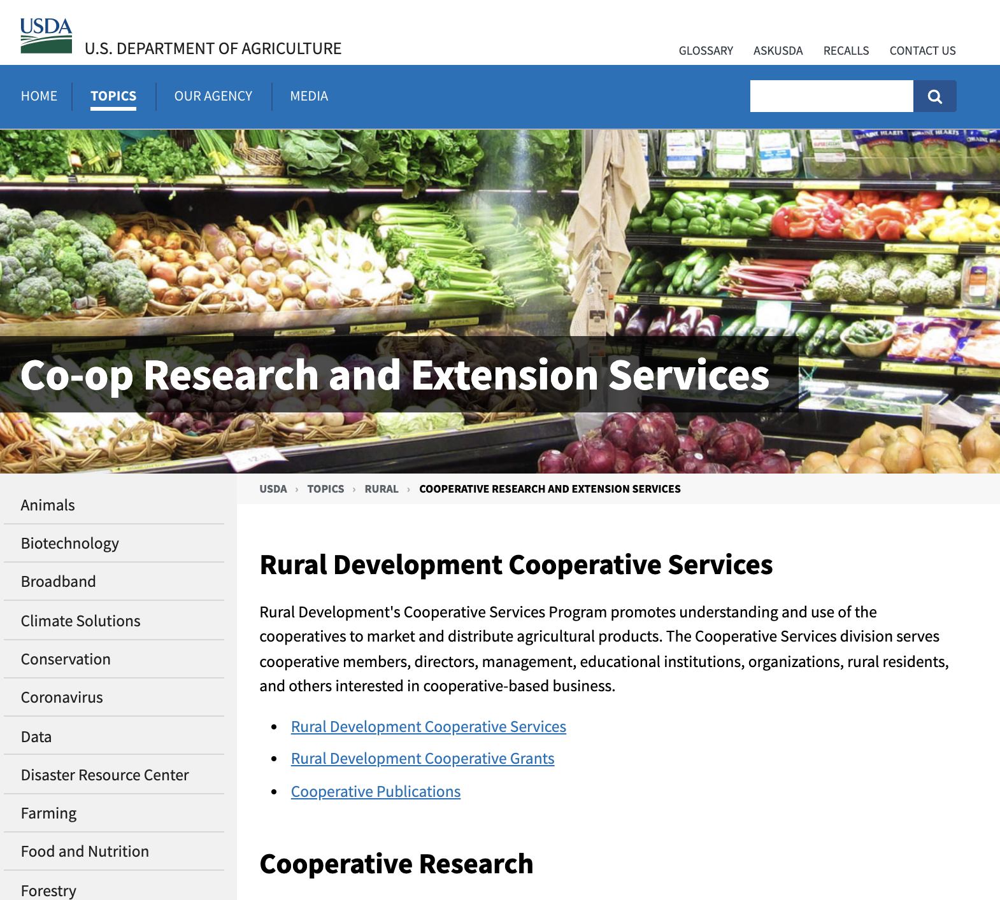 USDA
U.S. DEPARTMENT OF AGRICULTURE
GLOSSARY ASKUSDA RECALLS CONTACT US
HOME TOPICS OUR AGENCY MEDIA
ROMAINE HEARTS
Co-op Research and Extension Services
USDA › TOPICS › RURAL › COOPERATIVE RESEARCH AND EXTENSION SERVICES
Animals
Biotechnology
Broadband
Climate Solutions
Conservation
Coronavirus
Data
Disaster Resource Center
Farming
Food and Nutrition
Forestry
Rural Development Cooperative Services
Rural Development's Cooperative Services Program promotes understanding and use of the
cooperatives to market and distribute agricultural products. The Cooperative Services division serves
cooperative members, directors, management, educational institutions, organizations, rural residents,
and others interested in cooperative-based business.
• Rural Development Cooperative Services
• Rural Development Cooperative Grants
• Cooperative Publications
Cooperative Research